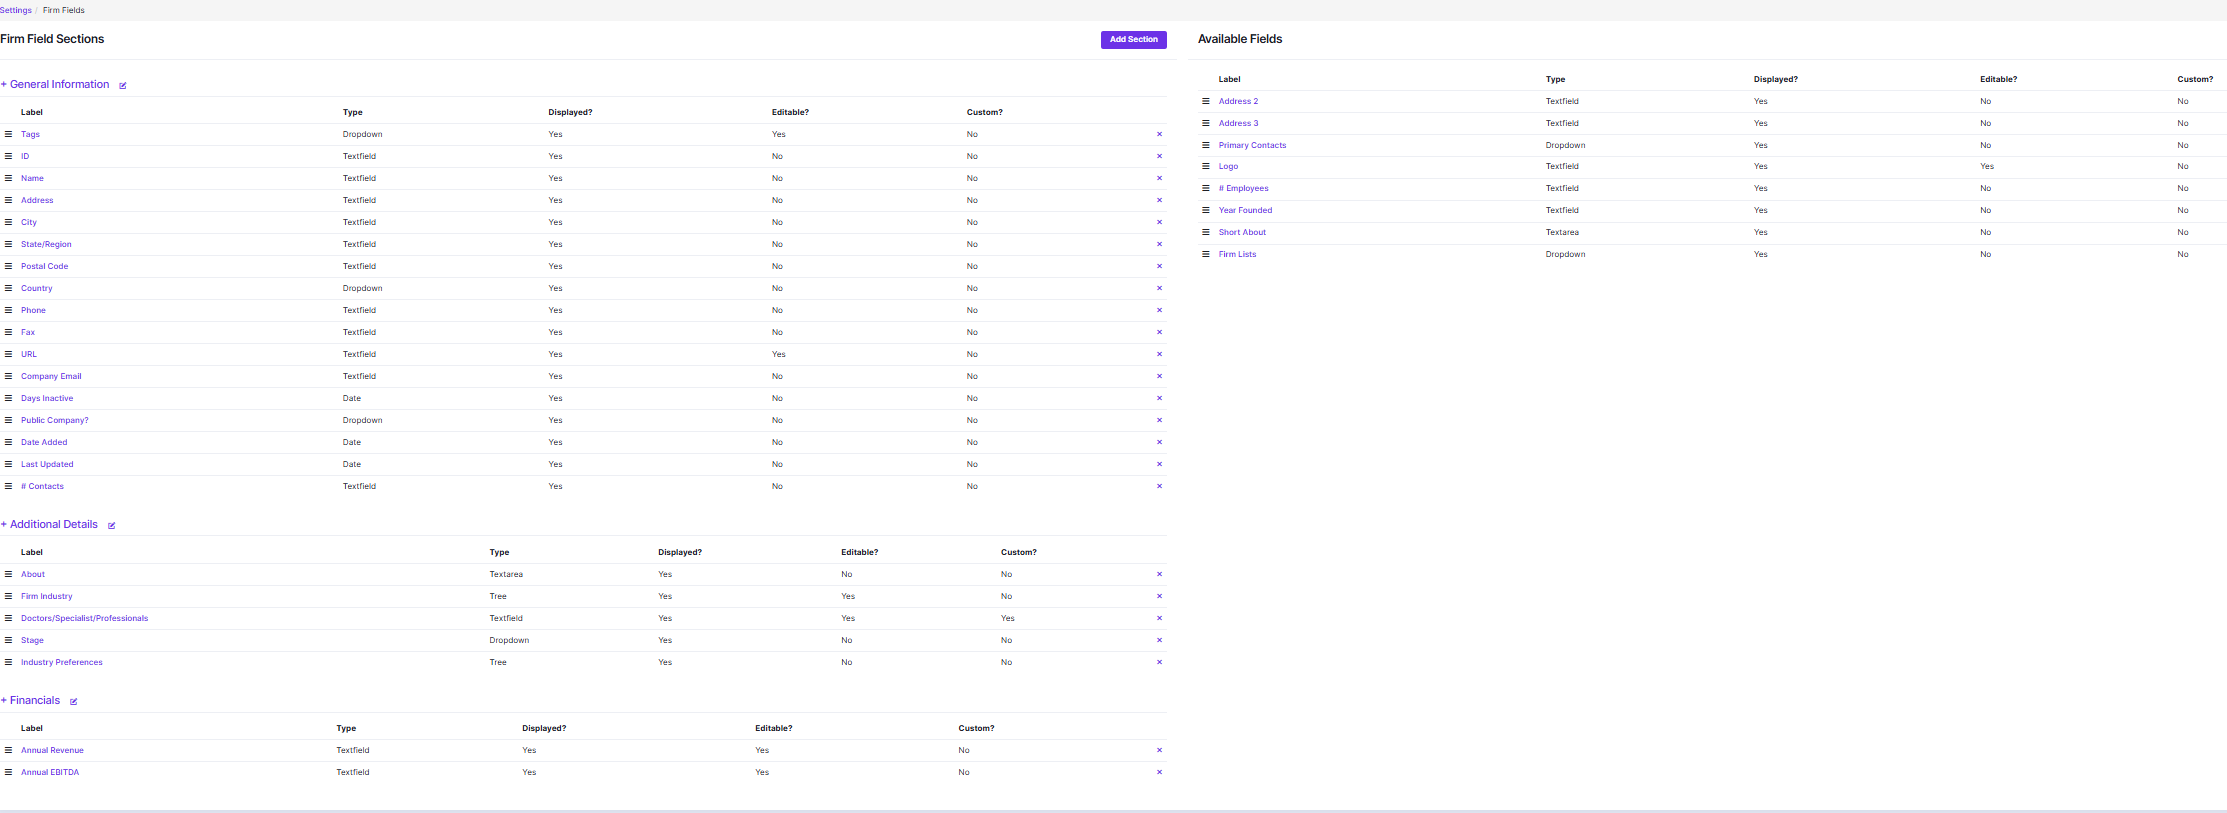 Settings / Firm Fields
Firm Field Sections
Add Section
+ General Information
Label Type Displayed? Editable? Custom?
Tags Dropdown Yes Yes No ×
ID Textfield Yes No No ×
Name Textfield Yes No No ×
Address Textfield Yes No No ×
City Textfield Yes No No ×
State/Region Textfield Yes No No ×
Postal Code Textfield Yes No No ×
Country Dropdown Yes No No ×
Phone Textfield Yes No No ×
Fax Textfield Yes No No ×
URL Textfield Yes Yes No ×
Company Email Textfield Yes No No ×
Days Inactive Date Yes No No ×
Public Company? Dropdown Yes No No ×
Date Added Date Yes No No ×
Last Updated Date Yes No No ×
# Contacts Textfield Yes No No ×
+ Additional Details
Label Type Displayed? Editable? Custom?
About Textarea Yes No No ×
Firm Industry Tree Yes Yes No ×
Doctors/Specialist/Professionals Textfield Yes Yes Yes ×
Stage Dropdown Yes No No ×
Industry Preferences Tree Yes No No ×
+ Financials
Label Type Displayed? Editable? Custom?
Annual Revenue Textfield Yes Yes No ×
Annual EBITDA Textfield Yes Yes No ×
Available Fields
Label Type Displayed? Editable? Custom?
Address 2 Textfield Yes No No
Address 3 Textfield Yes No No
Primary Contacts Dropdown Yes No No
Logo Textfield Yes Yes No
# Employees Textfield Yes No No
Year Founded Textfield Yes No No
Short About Textarea Yes No No
Firm Lists Dropdown Yes No No